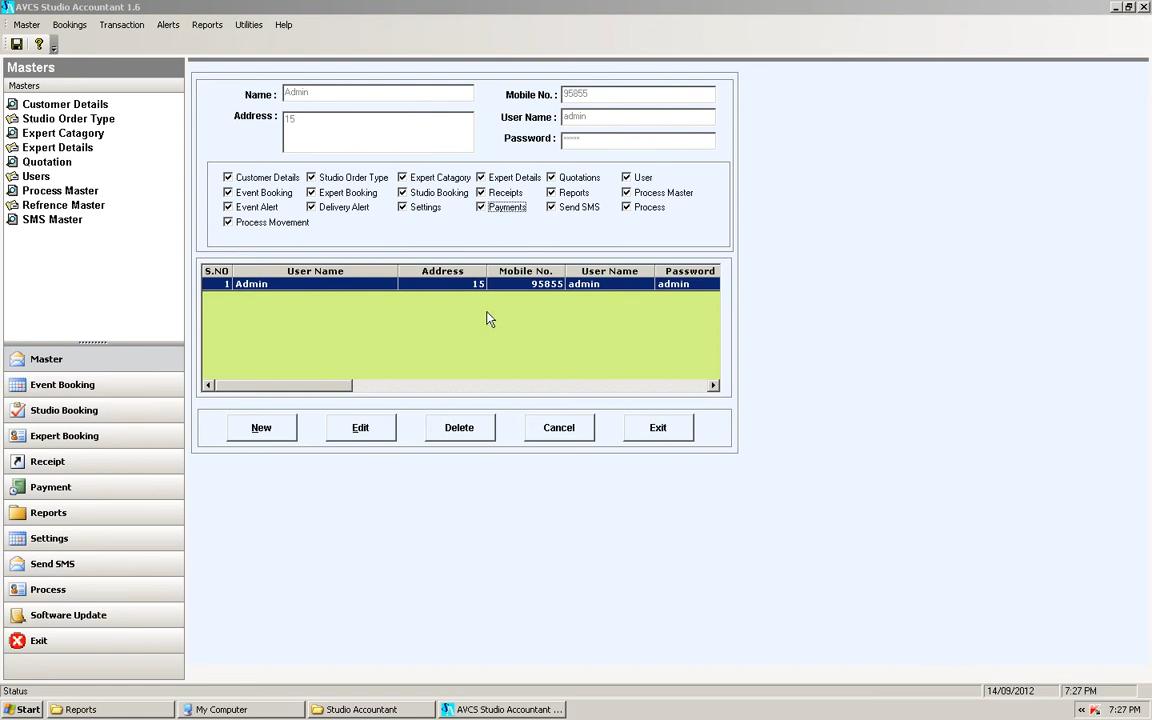 AVCS Studio Accountant 1.6
Master Bookings Transaction Alerts Reports Utilities Help
Masters
Masters
Customer Details
Studio Order Type
Expert Catagory
Expert Details
Quotation
Users
Process Master
Refrence Master
SMS Master
Master
Event Booking
Studio Booking
Expert Booking
Receipt
Payment
Reports
Settings
Send SMS
Process
Software Update
Exit
Name : Admin Mobile No. : 95855
Address : 15 User Name : admin
Password : *****
Customer Details Studio Order Type Expert Catagory Expert Details Quotations User
Event Booking Expert Booking Studio Booking Receipts Reports Process Master
Event Alert Delivery Alert Settings Payments Send SMS Process
Process Movement
S.NO User Name Address Mobile No. User Name Password
1 Admin 15 95855 admin admin
New Edit Delete Cancel Exit
Status 14/09/2012 7:27 PM
Start Reports My Computer Studio Accountant AVCS Studio Accountant ... « 7:27 PM